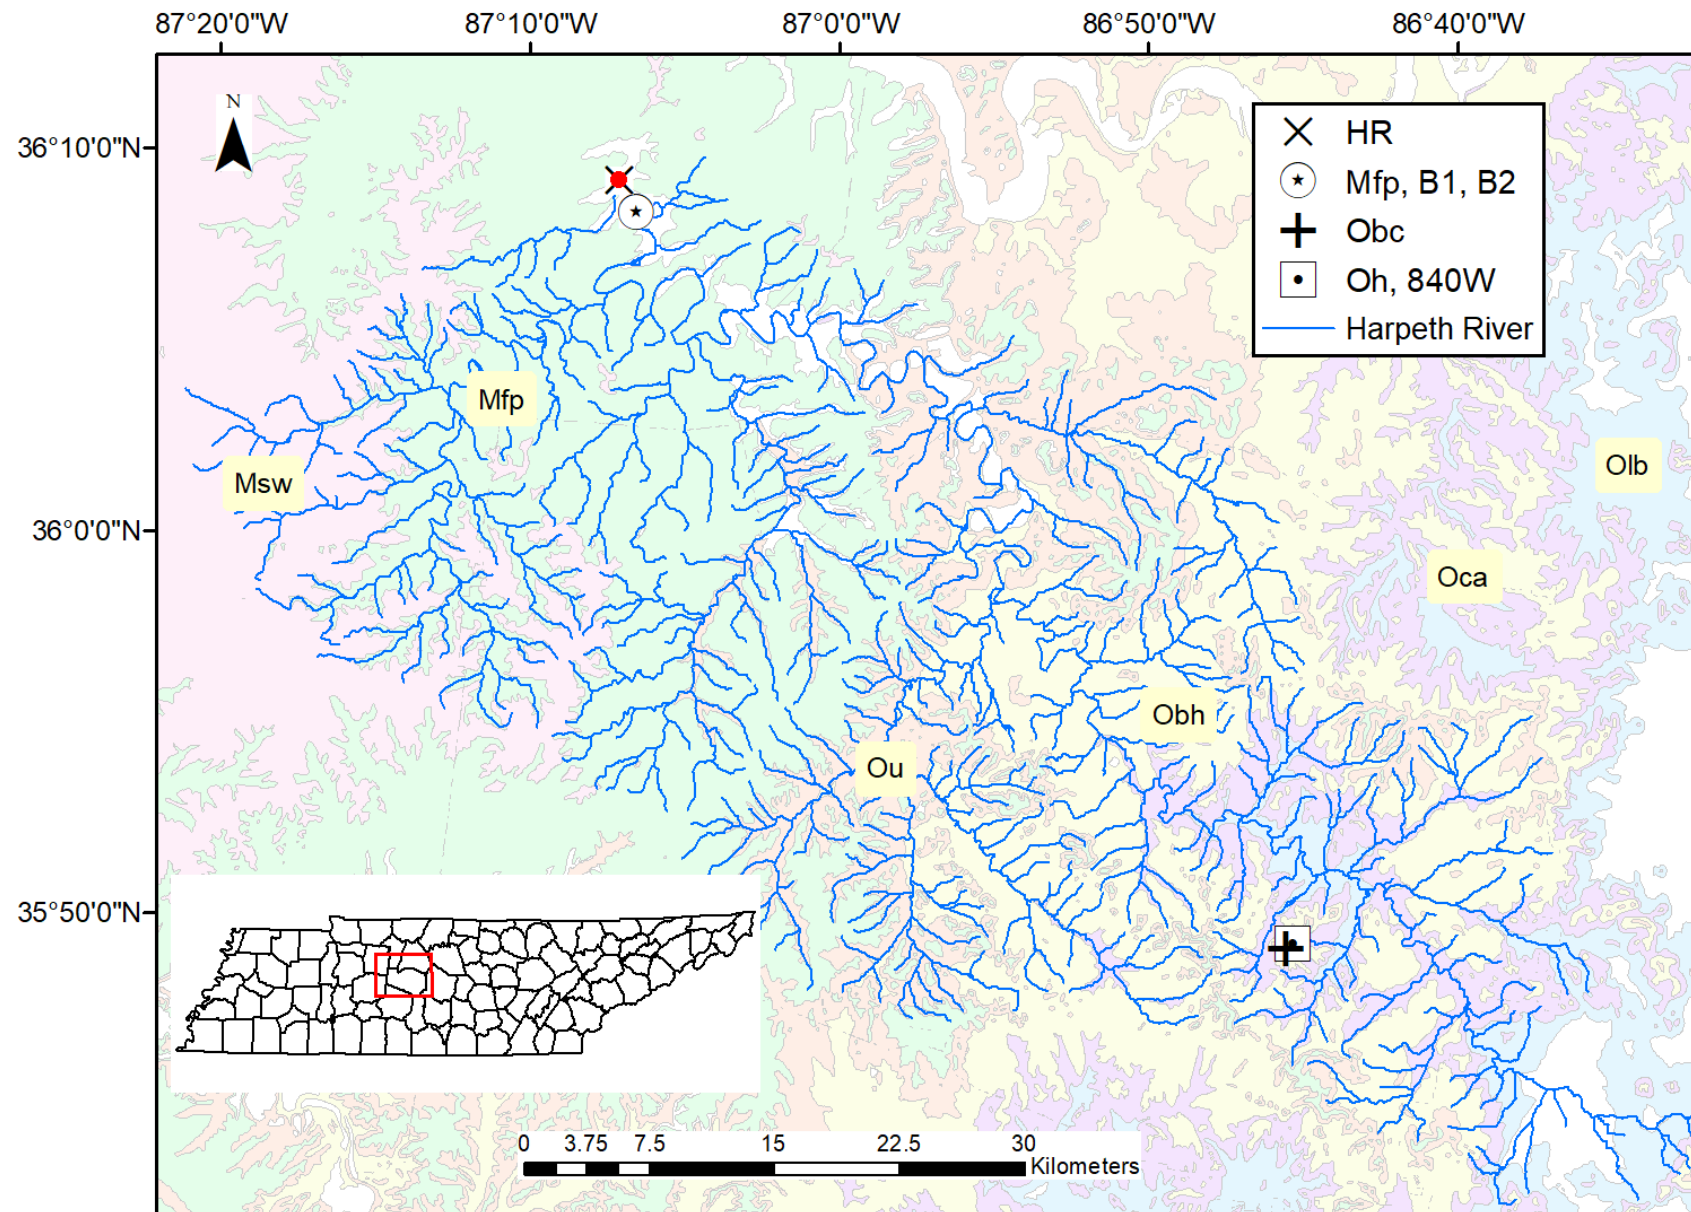 87°20'0"W 87°10'0"W 87°0'0"W 86°50'0"W 86°40'0"W
N
36°10'0"N
36°0'0"N
35°50'0"N
HR
Mfp, B1, B2
Obc
Oh, 840W
Harpeth River
Mfp
Msw
Olb
Oca
Obh
Ou
0 3.75 7.5 15 22.5 30
Kilometers